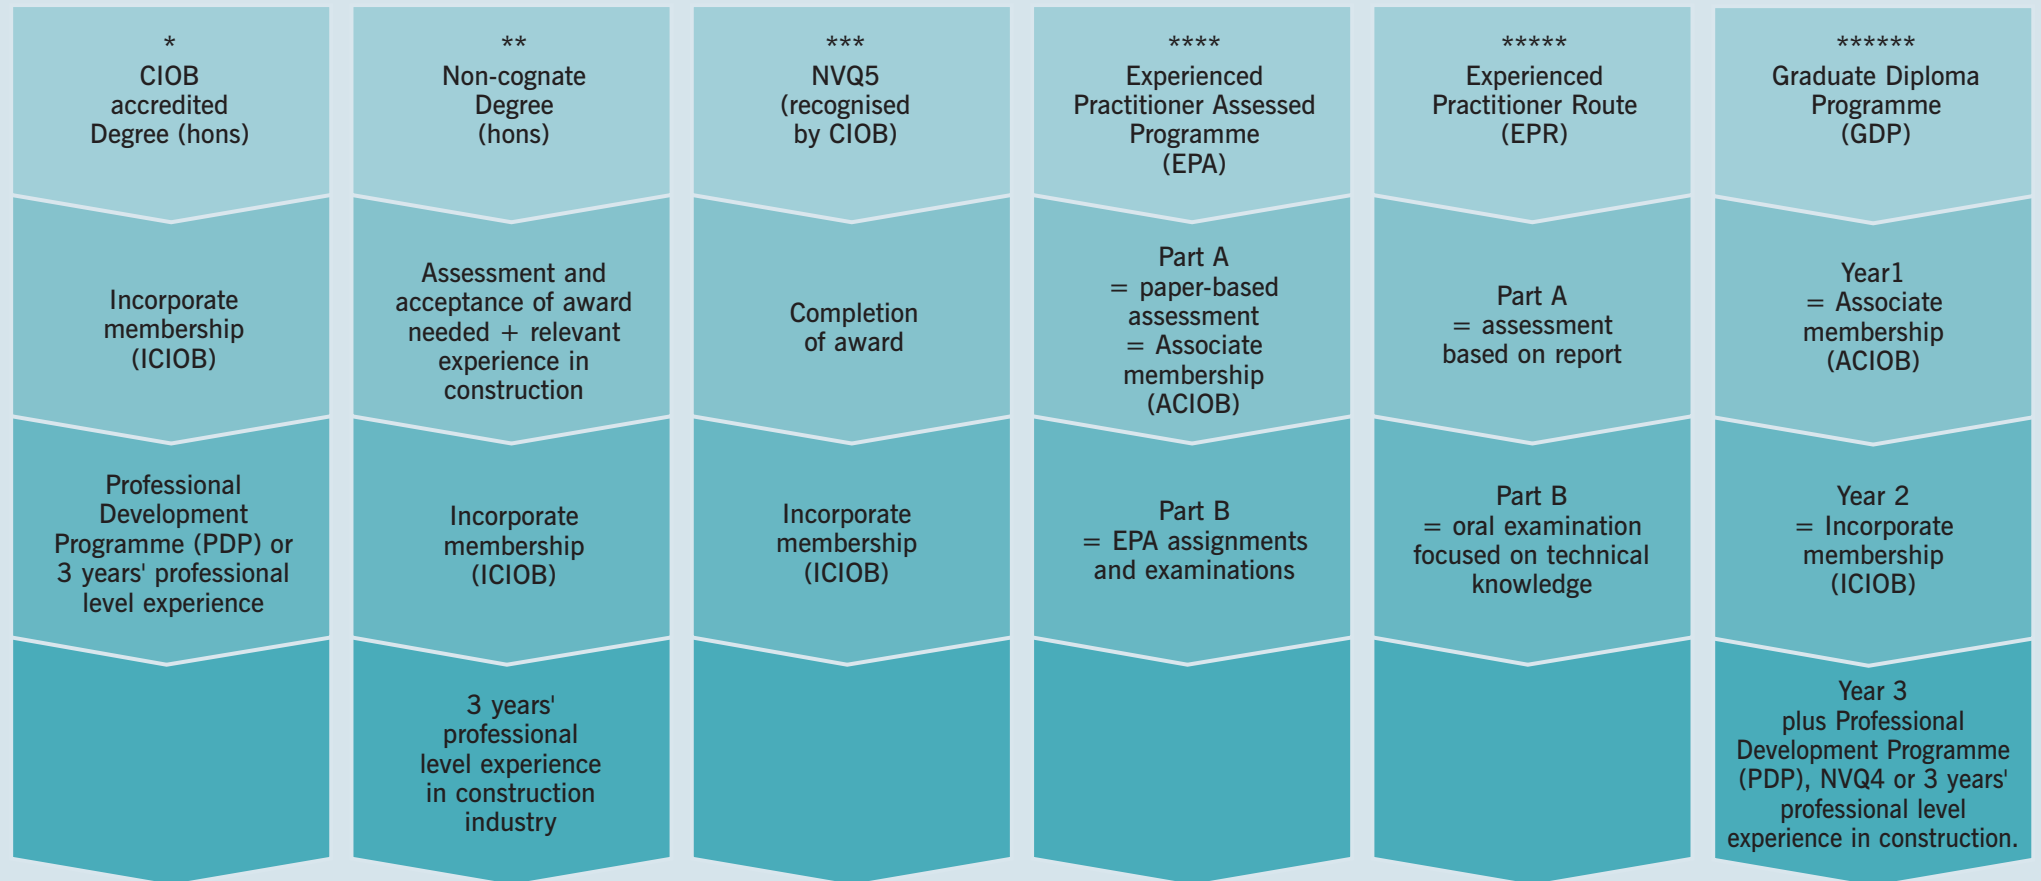 *
CIOB
accredited
Degree (hons)
Incorporate
membership
(ICIOB)
Professional
Development
Programme (PDP) or
3 years' professional
level experience
**
Non-cognate
Degree
(hons)
Assessment and
acceptance of award
needed + relevant
experience in
construction
Incorporate
membership
(ICIOB)
3 years'
professional
level experience
in construction
industry
***
NVQ5
(recognised
by CIOB)
Completion
of award
Incorporate
membership
(ICIOB)
****
Experienced
Practitioner Assessed
Programme
(EPA)
Part A
= paper-based
assessment
= Associate
membership
(ACIOB)
Part B
= EPA assignments
and examinations
*****
Experienced
Practitioner Route
(EPR)
Part A
= assessment
based on report
Part B
= oral examination
focused on technical
knowledge
******
Graduate Diploma
Programme
(GDP)
Year1
= Associate
membership
(ACIOB)
Year 2
= Incorporate
membership
(ICIOB)
Year 3
plus Professional
Development Programme
(PDP), NVQ4 or 3 years'
professional level
experience in construction.